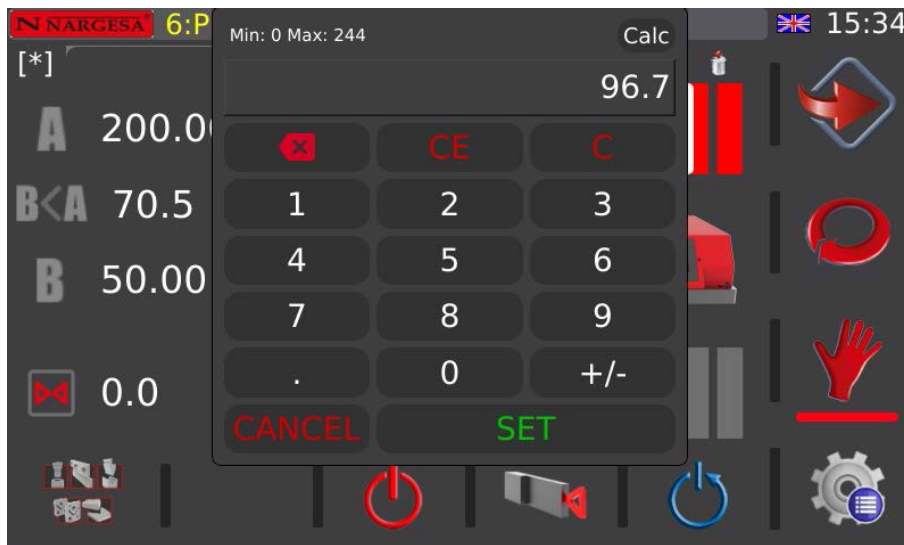 N NARGESA® 6:P
Min: 0 Max: 244
Calc
15:34
[*]
96.7
A 200.00
CE C
B<A 70.5
1 2 3
4 5 6
B 50.00
7 8 9
. 0 +/-
0.0
CANCEL SET